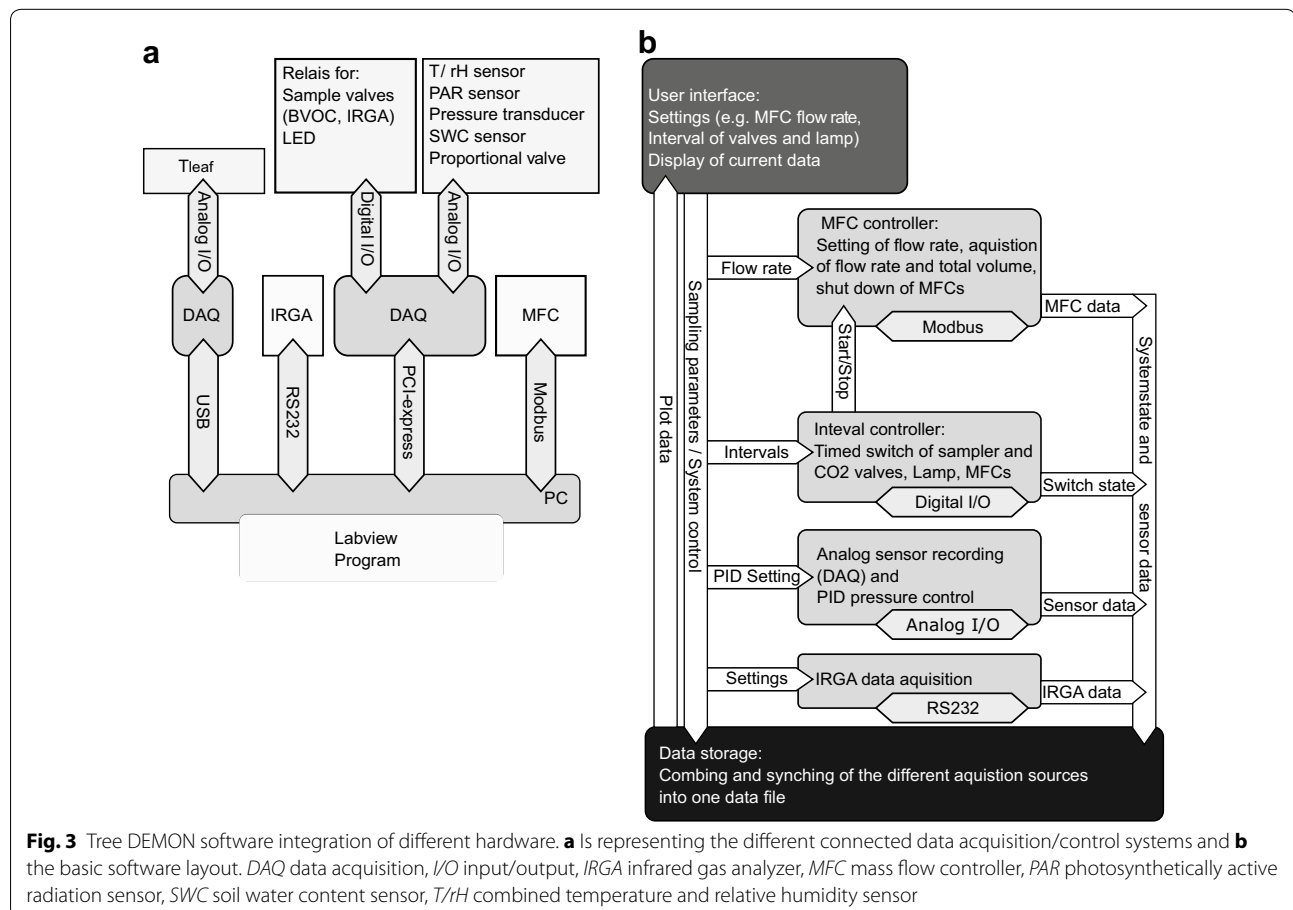 a
Relais for:
Sample valves
(BVOC, IRGA)
LED
T/ rH sensor
PAR sensor
Pressure transducer
SWC sensor
Proportional valve
Tleaf
Analog I/O
Digital I/O
Analog I/O
DAQ
IRGA
DAQ
MFC
USB
RS232
PCI-express
Modbus
PC
Labview
Program
b
User interface:
Settings (e.g. MFC flow rate,
Interval of valves and lamp)
Display of current data
Plot data
Sampling parameters / System control
Flow rate
MFC controller:
Setting of flow rate, aquistion
of flow rate and total volume,
shut down of MFCs
Modbus
MFC data
Start/Stop
Intervals
Inteval controller:
Timed switch of sampler and
CO2 valves, Lamp, MFCs
Digital I/O
Switch state
PID Setting
Analog sensor recording
(DAQ) and
PID pressure control
Analog I/O
Sensor data
Settings
IRGA data aquisition
RS232
IRGA data
Systemstate and sensor data
Data storage:
Combing and synching of the different aquistion sources
into one data file
Fig. 3 Tree DEMON software integration of different hardware. a Is representing the different connected data acquisition/control systems and b
the basic software layout. DAQ data acquisition, I/O input/output, IRGA infrared gas analyzer, MFC mass flow controller, PAR photosynthetically active
radiation sensor, SWC soil water content sensor, T/rH combined temperature and relative humidity sensor